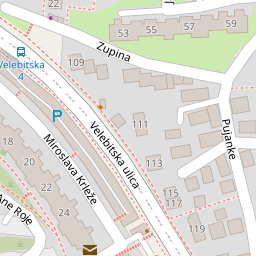 22
59
57
53
55
53
Zupina
Velebitska
4
109
P
111
Velebitska ulica
Pujanke
18
20
24
22
Miroslava Krleže
113
115
117
119
Ane Roje